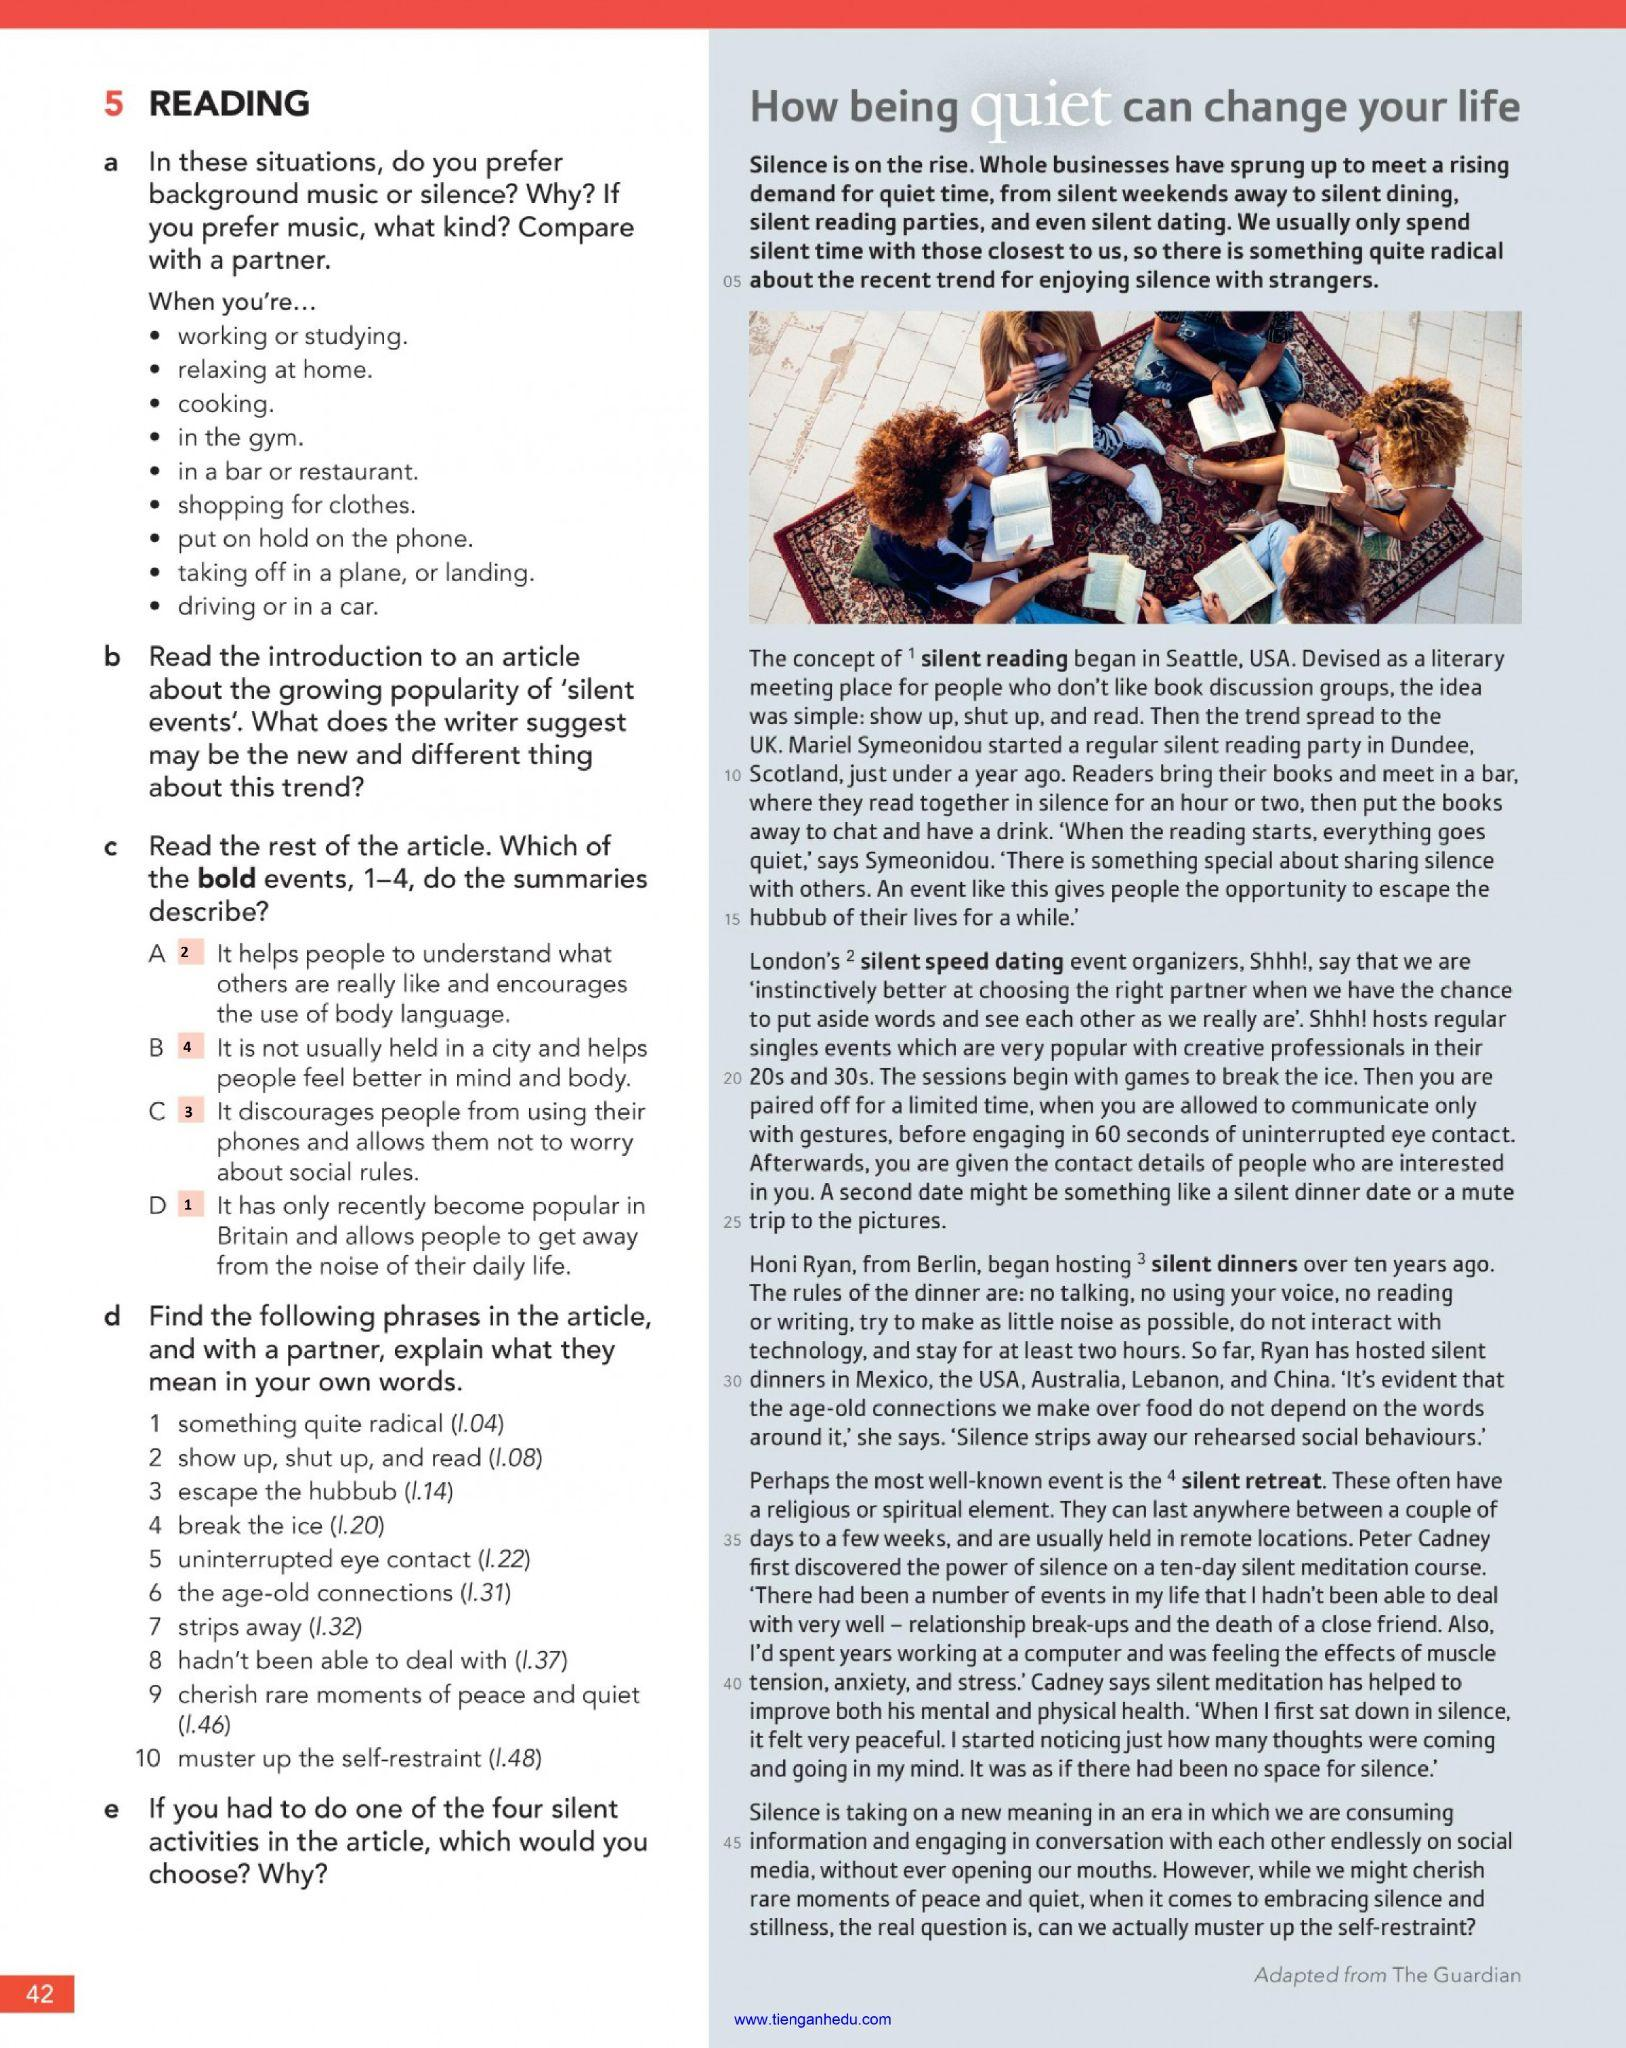 5 READING
a In these situations, do you prefer
background music or silence? Why? If
you prefer music, what kind? Compare
with a partner.
When you're...
• working or studying.
• relaxing at home.
• cooking.
• in the gym.
• in a bar or restaurant.
• shopping for clothes.
• put on hold on the phone.
• taking off in a plane, or landing.
• driving or in a car.
b Read the introduction to an article
about the growing popularity of 'silent
events'. What does the writer suggest
may be the new and different thing
about this trend?
c Read the rest of the article. Which of
the bold events, 1–4, do the summaries
describe?
A 2 It helps people to understand what
others are really like and encourages
the use of body language.
B 4 It is not usually held in a city and helps
people feel better in mind and body.
C 3 It discourages people from using their
phones and allows them not to worry
about social rules.
D 1 It has only recently become popular in
Britain and allows people to get away
from the noise of their daily life.
d Find the following phrases in the article,
and with a partner, explain what they
mean in your own words.
1 something quite radical (l.04)
2 show up, shut up, and read (l.08)
3 escape the hubbub (l.14)
4 break the ice (l.20)
5 uninterrupted eye contact (l.22)
6 the age-old connections (l.31)
7 strips away (l.32)
8 hadn't been able to deal with (l.37)
9 cherish rare moments of peace and quiet
(l.46)
10 muster up the self-restraint (l.48)
e If you had to do one of the four silent
activities in the article, which would you
choose? Why?
42
How being quiet can change your life
Silence is on the rise. Whole businesses have sprung up to meet a rising
demand for quiet time, from silent weekends away to silent dining,
silent reading parties, and even silent dating. We usually only spend
silent time with those closest to us, so there is something quite radical
05 about the recent trend for enjoying silence with strangers.
The concept of 1 silent reading began in Seattle, USA. Devised as a literary
meeting place for people who don't like book discussion groups, the idea
was simple: show up, shut up, and read. Then the trend spread to the
UK. Mariel Symeonidou started a regular silent reading party in Dundee,
10 Scotland, just under a year ago. Readers bring their books and meet in a bar,
where they read together in silence for an hour or two, then put the books
away to chat and have a drink. 'When the reading starts, everything goes
quiet,' says Symeonidou. 'There is something special about sharing silence
with others. An event like this gives people the opportunity to escape the
15 hubbub of their lives for a while.'
London's 2 silent speed dating event organizers, Shhh!, say that we are
'instinctively better at choosing the right partner when we have the chance
to put aside words and see each other as we really are'. Shhh! hosts regular
singles events which are very popular with creative professionals in their
20 20s and 30s. The sessions begin with games to break the ice. Then you are
paired off for a limited time, when you are allowed to communicate only
with gestures, before engaging in 60 seconds of uninterrupted eye contact.
Afterwards, you are given the contact details of people who are interested
in you. A second date might be something like a silent dinner date or a mute
25 trip to the pictures.
Honi Ryan, from Berlin, began hosting 3 silent dinners over ten years ago.
The rules of the dinner are: no talking, no using your voice, no reading
or writing, try to make as little noise as possible, do not interact with
technology, and stay for at least two hours. So far, Ryan has hosted silent
30 dinners in Mexico, the USA, Australia, Lebanon, and China. 'It's evident that
the age-old connections we make over food do not depend on the words
around it,' she says. 'Silence strips away our rehearsed social behaviours.'
Perhaps the most well-known event is the 4 silent retreat. These often have
a religious or spiritual element. They can last anywhere between a couple of
35 days to a few weeks, and are usually held in remote locations. Peter Cadney
first discovered the power of silence on a ten-day silent meditation course.
'There had been a number of events in my life that I hadn't been able to deal
with very well – relationship break-ups and the death of a close friend. Also,
I'd spent years working at a computer and was feeling the effects of muscle
40 tension, anxiety, and stress.' Cadney says silent meditation has helped to
improve both his mental and physical health. 'When I first sat down in silence,
it felt very peaceful. I started noticing just how many thoughts were coming
and going in my mind. It was as if there had been no space for silence.'
Silence is taking on a new meaning in an era in which we are consuming
45 information and engaging in conversation with each other endlessly on social
media, without ever opening our mouths. However, while we might cherish
rare moments of peace and quiet, when it comes to embracing silence and
stillness, the real question is, can we actually muster up the self-restraint?
Adapted from The Guardian
www.tienganhedu.com